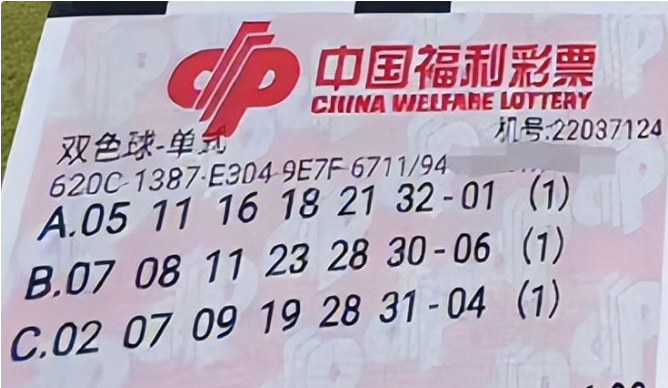 中国福利彩票
CHINA WELFARE LOTTERY
机号:22037124
双色球-单式
620C-1387-E304-9E7F-6711/94
A.05 11 16 18 21 32-01 (1)
B.07 08 11 23 28 30-06 (1)
C.02 07 09 19 28 31-04 (1)